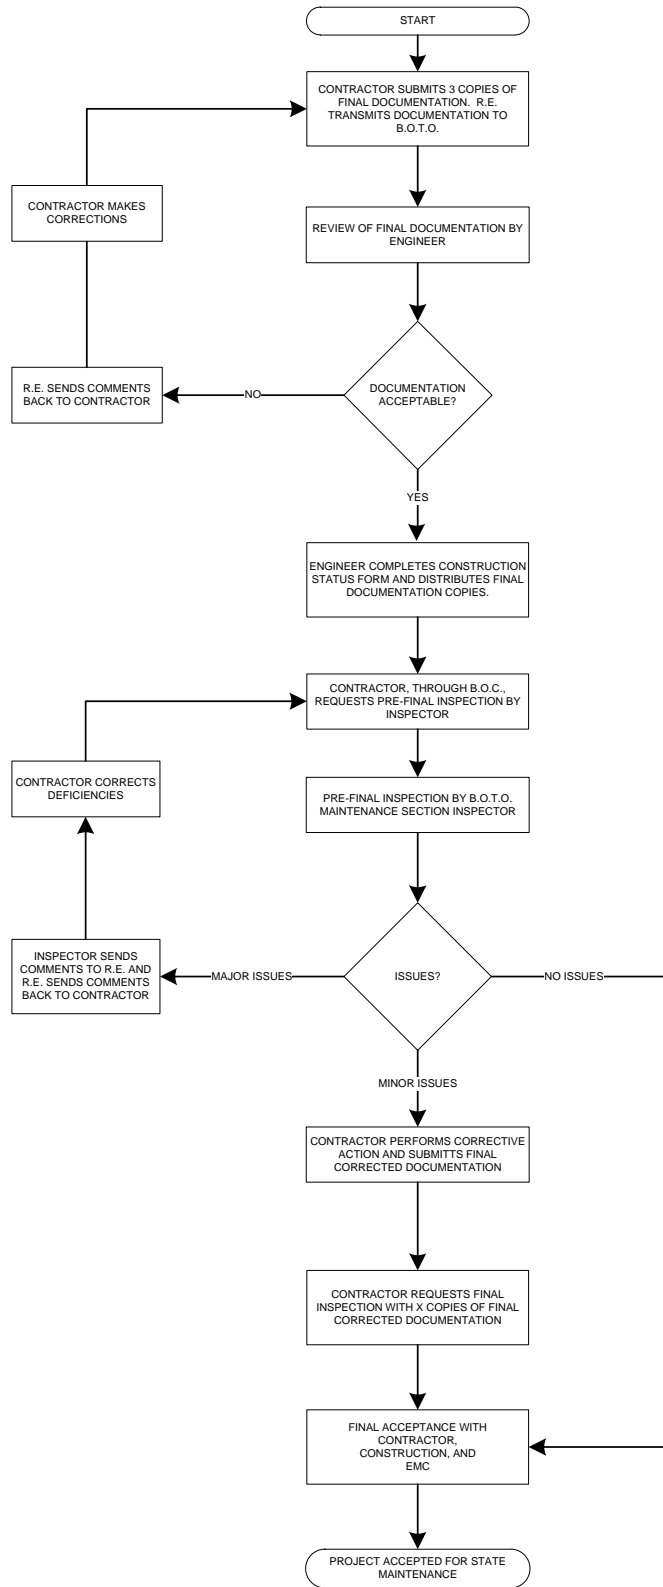 START
CONTRACTOR SUBMITS 3 COPIES OF
FINAL DOCUMENTATION.  R.E.
TRANSMITS DOCUMENTATION TO
B.O.T.O.
CONTRACTOR MAKES
CORRECTIONS
REVIEW OF FINAL DOCUMENTATION BY
ENGINEER
R.E. SENDS COMMENTS
BACK TO CONTRACTOR
NO
DOCUMENTATION
ACCEPTABLE?
YES
ENGINEER COMPLETES CONSTRUCTION
STATUS FORM AND DISTRIBUTES FINAL
DOCUMENTATION COPIES.
CONTRACTOR, THROUGH B.O.C.,
REQUESTS PRE-FINAL INSPECTION BY
INSPECTOR
CONTRACTOR CORRECTS
DEFICIENCIES
PRE-FINAL INSPECTION BY B.O.T.O.
MAINTENANCE SECTION INSPECTOR
INSPECTOR SENDS
COMMENTS TO R.E. AND
R.E. SENDS COMMENTS
BACK TO CONTRACTOR
MAJOR ISSUES
ISSUES?
NO ISSUES
MINOR ISSUES
CONTRACTOR PERFORMS CORRECTIVE
ACTION AND SUBMITTS FINAL
CORRECTED DOCUMENTATION
CONTRACTOR REQUESTS FINAL
INSPECTION WITH X COPIES OF FINAL
CORRECTED DOCUMENTATION
FINAL ACCEPTANCE WITH
CONTRACTOR,
CONSTRUCTION, AND
EMC
PROJECT ACCEPTED FOR STATE
MAINTENANCE